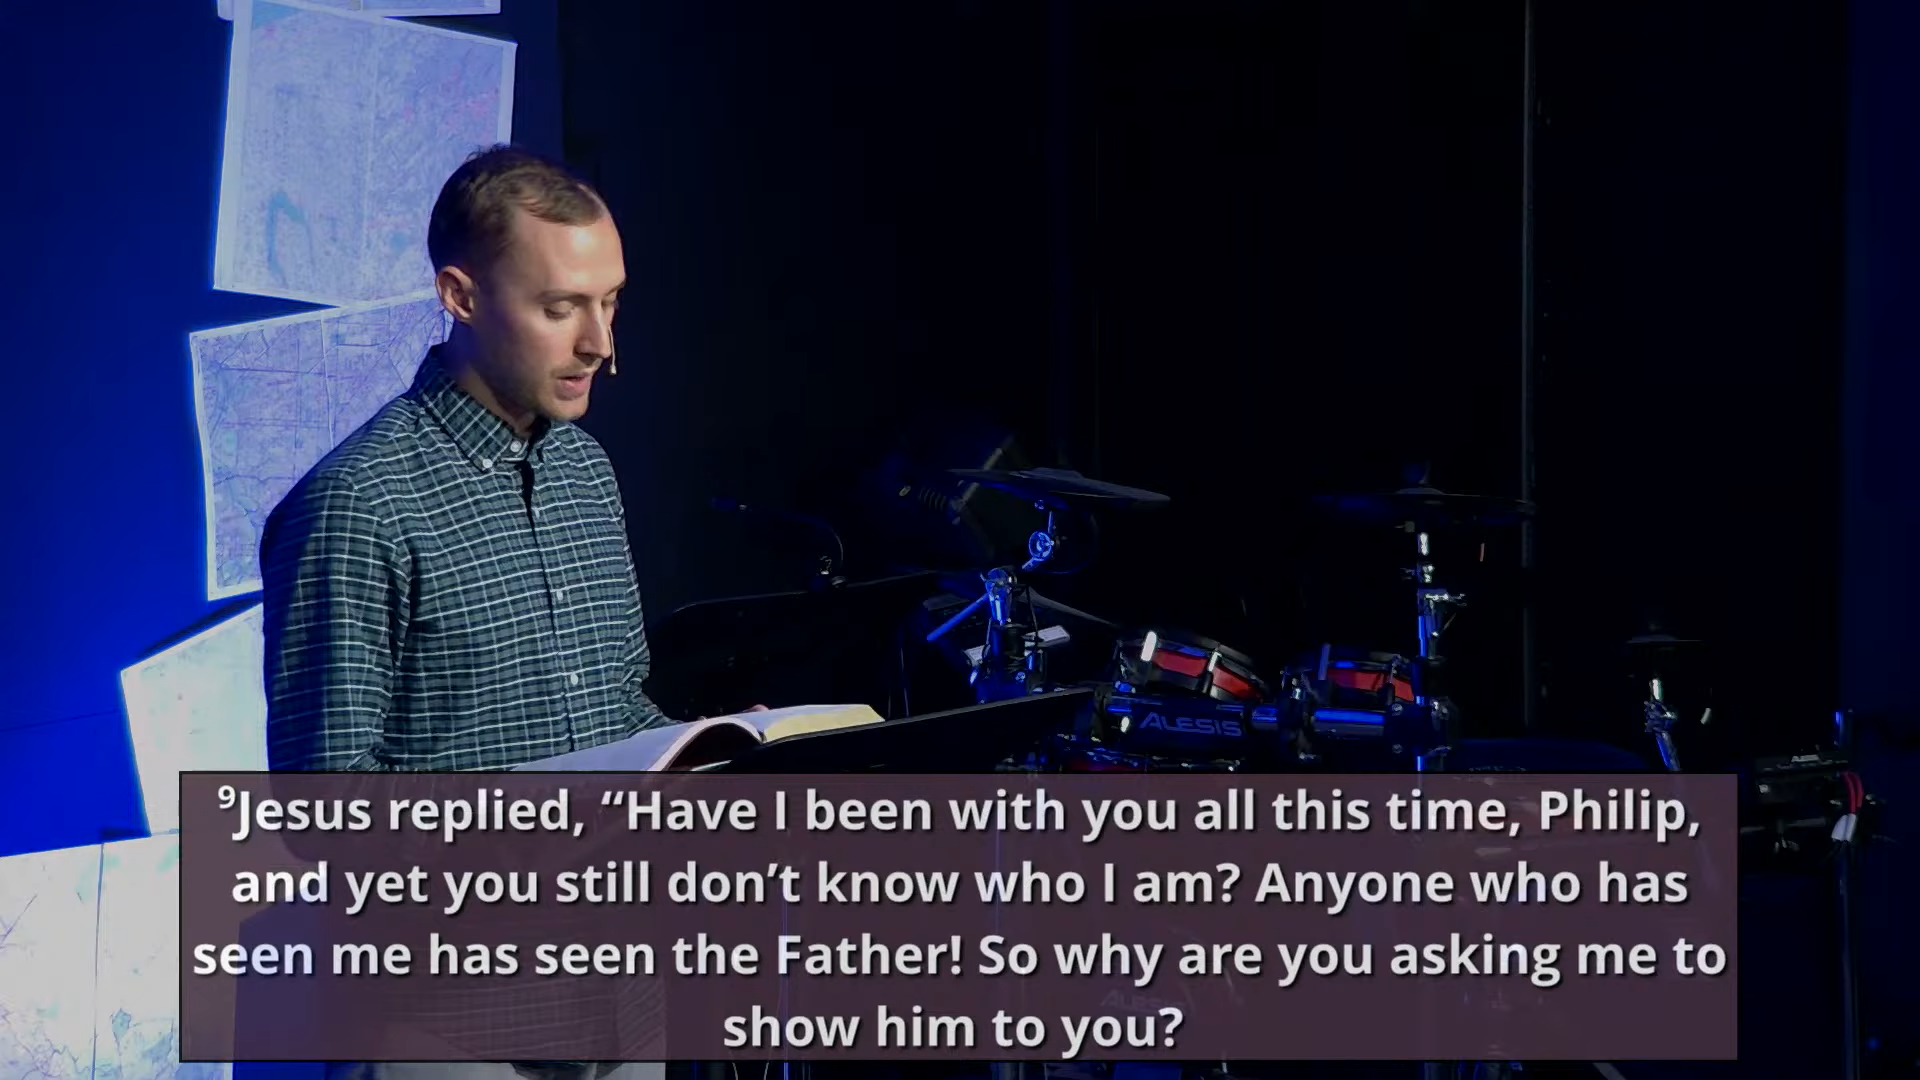 ALESIS
⁹Jesus replied, “Have I been with you all this time, Philip,
and yet you still don’t know who I am? Anyone who has
seen me has seen the Father! So why are you asking me to
show him to you?